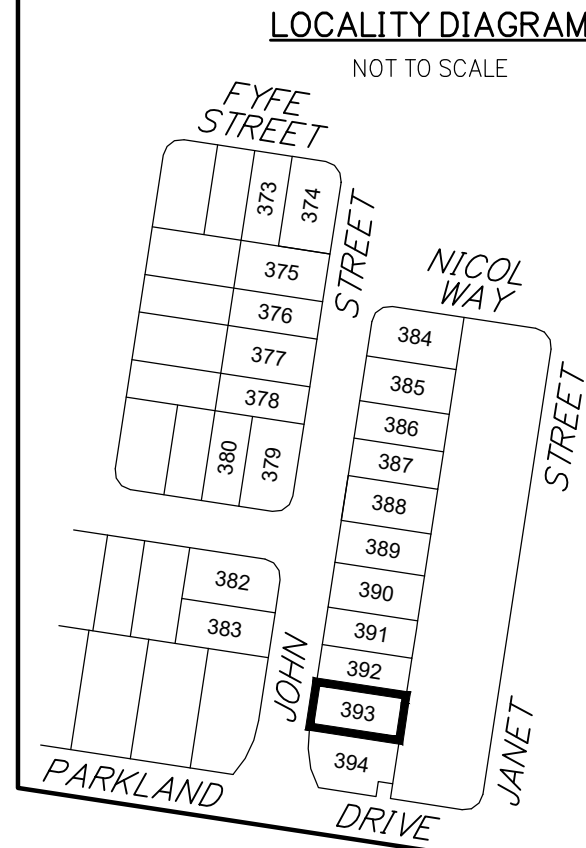 LOCALITY DIAGRAM
NOT TO SCALE
FYFE
STREET
373
374
375
376
377
378
380
379
STREET
NICOL
WAY
384
385
386
387
388
389
390
391
392
393
394
STREET
382
383
JOHN
JANET
PARKLAND
DRIVE